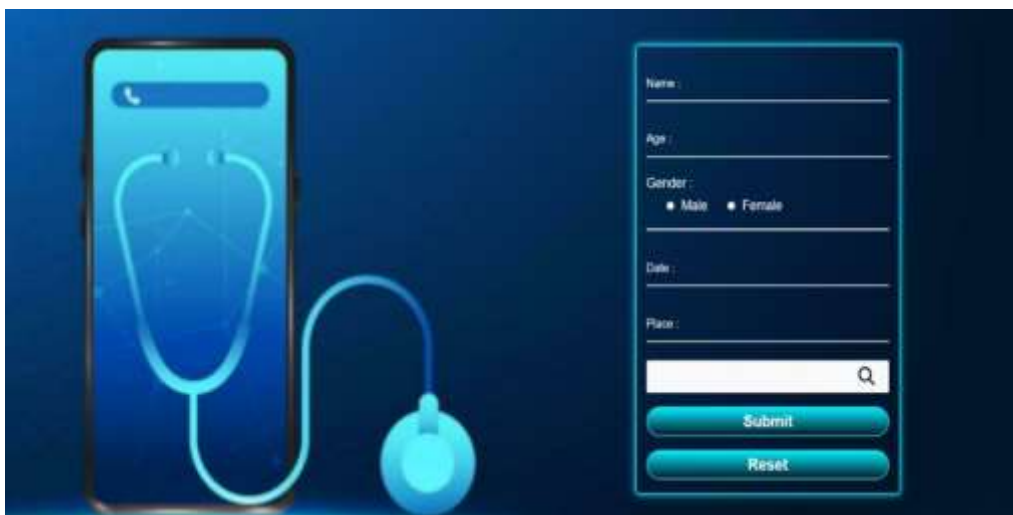 Name :
Age :
Gender :
Male Female
Date :
Place :
Submit
Reset